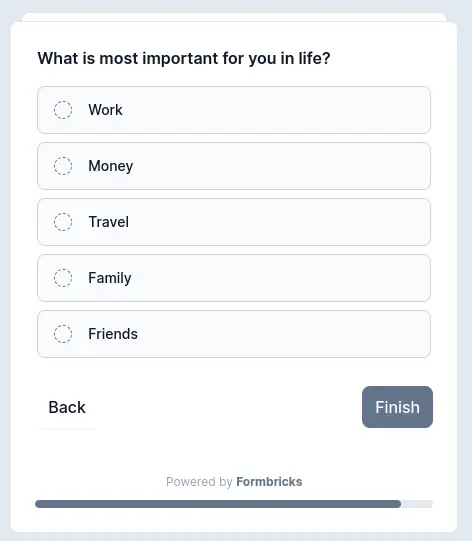 What is most important for you in life?
Work
Money
Travel
Family
Friends
Back
Finish
Powered by Formbricks